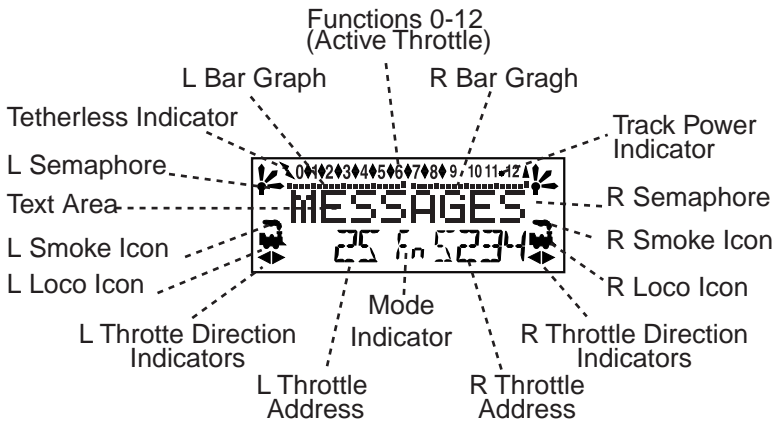 Functions 0-12
(Active Throttle)
L Bar Graph
R Bar Gragh
Tetherless Indicator
Track Power
Indicator
L Semaphore
R Semaphore
Text Area
L Smoke Icon
R Smoke Icon
L Loco Icon
R Loco Icon
0 1 2 3 4 5 6 7 8 9 10 11 12
MESSAGES
25 Fn 5234
Mode
Indicator
L Throtte Direction
Indicators
R Throttle Direction
Indicators
L Throttle
Address
R Throttle
Address